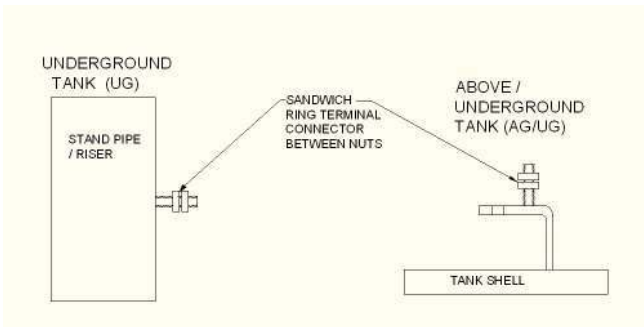 UNDERGROUND
TANK (UG)
STAND PIPE
/ RISER
SANDWICH
RING TERMINAL
CONNECTOR
BETWEEN NUTS
ABOVE /
UNDERGROUND
TANK (AG/UG)
TANK SHELL